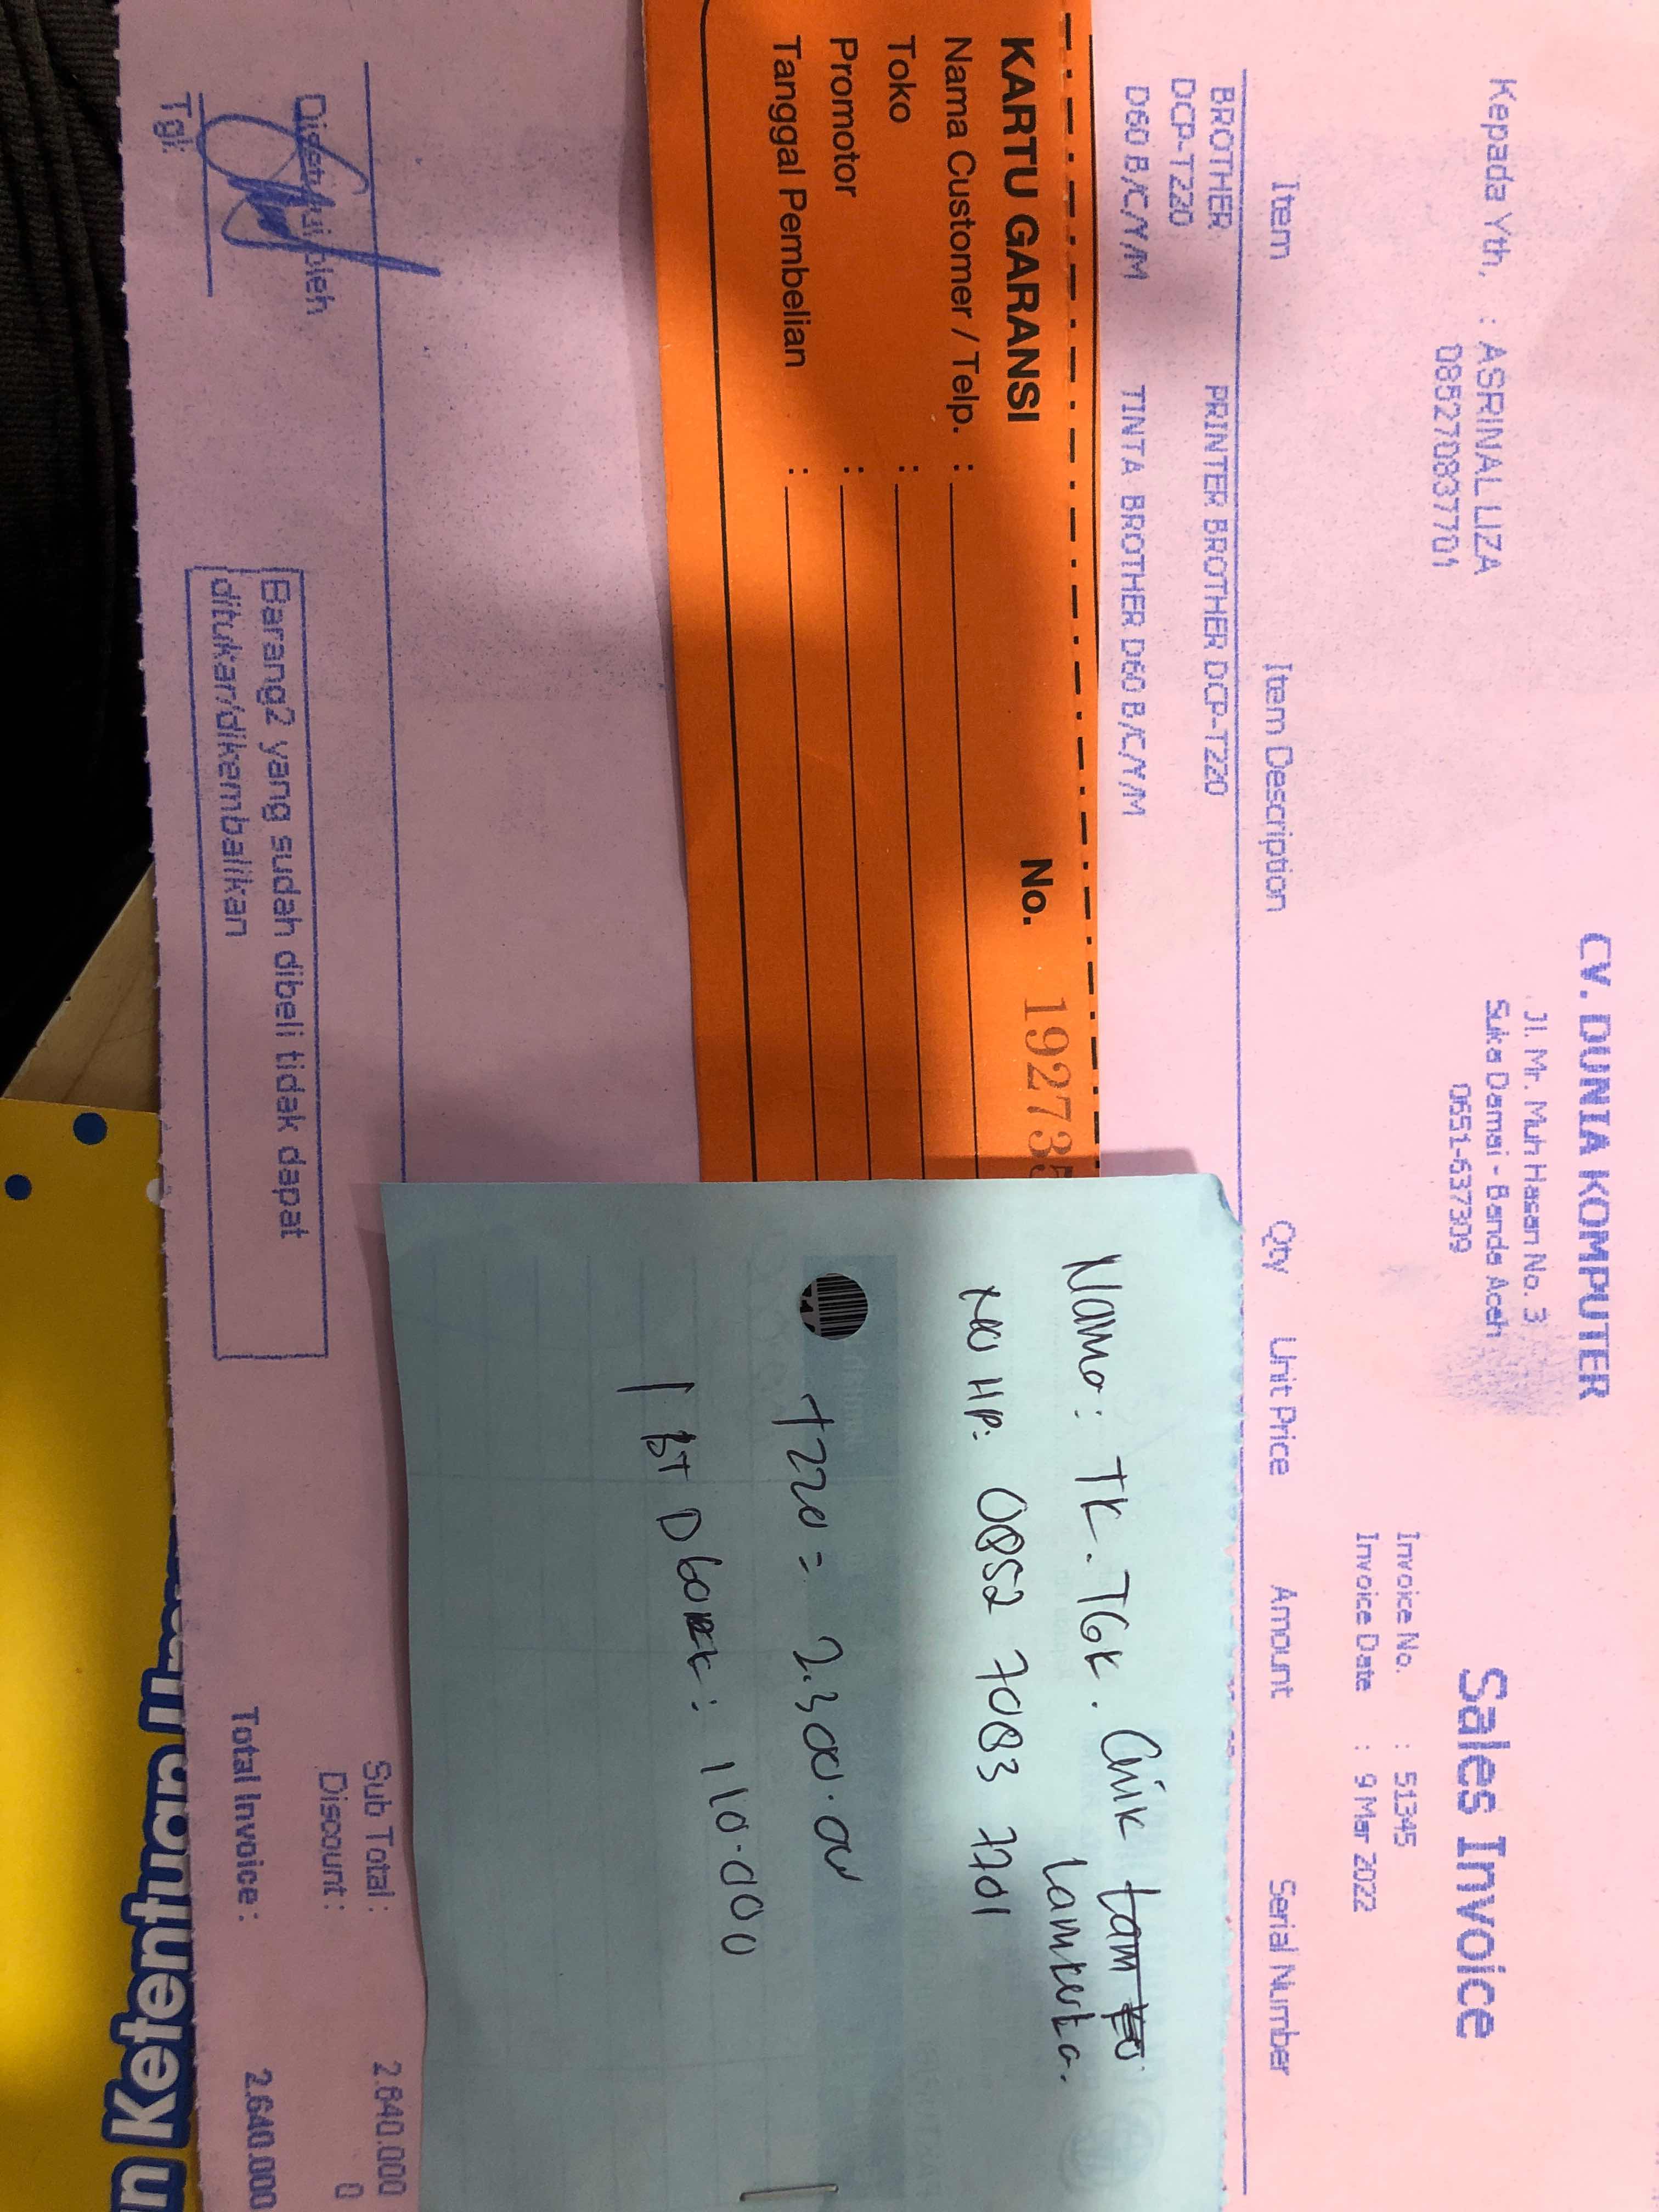 CV. DUNIA KOMPUTER
Jl. Mr. Muh Hasan No. 3
Suka Damai - Banda Aceh
0651-637309
Sales Invoice
Kepada Yth, : ASRINAL LIZA
085270837701
Invoice No. : 51345
Invoice Date : 9 Mar 2022
Item Item Description Qty Unit Price Amount Serial Number
BROTHER PRINTER BROTHER DCP-T220
DCP-T220
D60 B/C/Y/M TINTA BROTHER D60 B/C/Y/M
KARTU GARANSI No. 192735
Nama Customer / Telp. :
Toko :
Promotor :
Tanggal Pembelian :
Nama : TK. TGK. Chik
Lamkuta.
No HP: 0852 7083 7701
T220 = 2.300.000
1 BT D60BK : 110.000
Sub Total : 2.640.000
Discount : 0
Total Invoice : 2.640.000
Disetujui oleh
Tgl:
Barang2 yang sudah dibeli tidak dapat
ditukar/dikembalikan
n Ketentuan